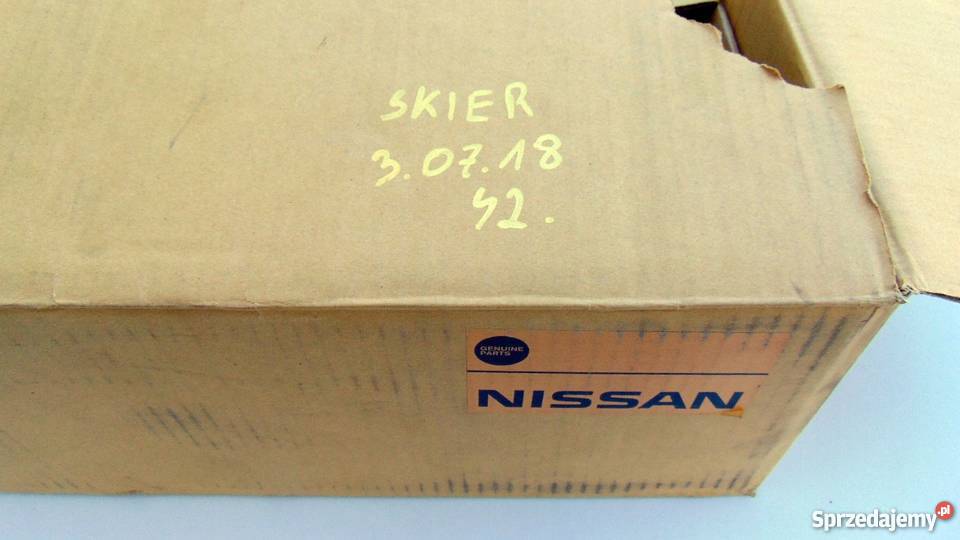 SKIER
3.07.18
42.
GENUINE
PARTS
NISSAN
Sprzedajemy.pl